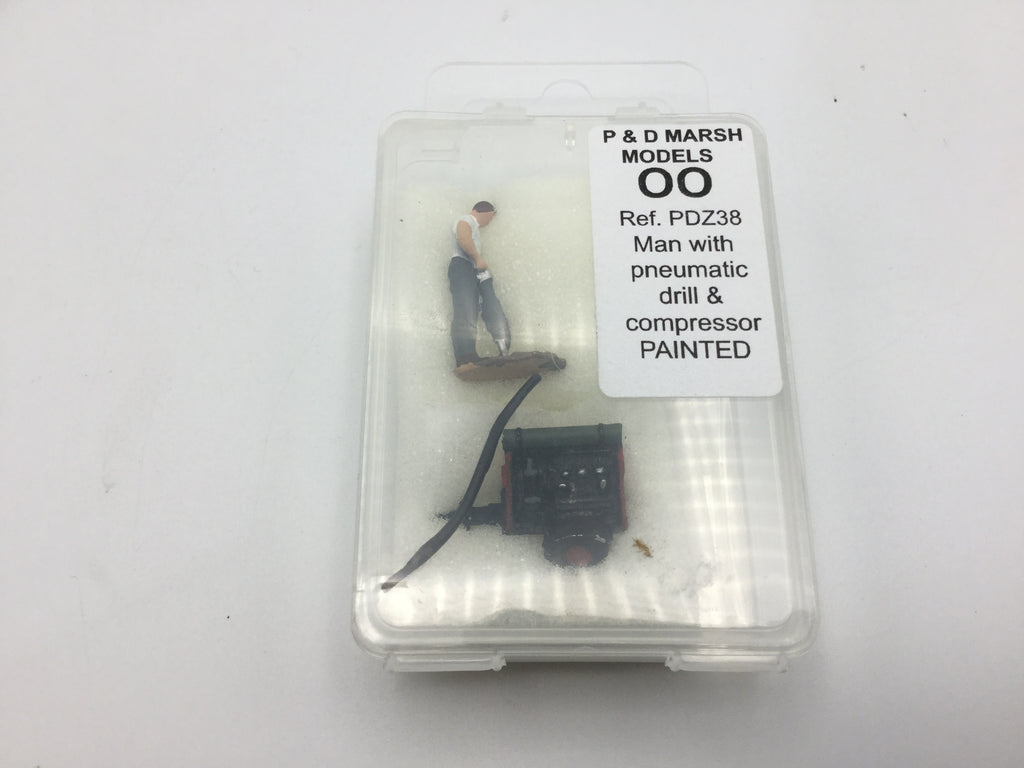 P & D MARSH
MODELS
OO
Ref. PDZ38
Man with
pneumatic
drill &
compressor
PAINTED